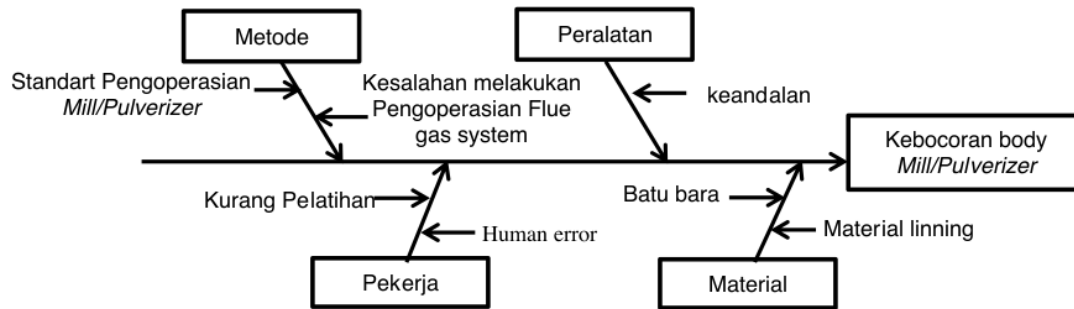 Metode
Peralatan
Standart Pengoperasian
Mill/Pulverizer
Kesalahan melakukan
Pengoperasian Flue
gas system
keandalan
Kebocoran body
Mill/Pulverizer
Kurang Pelatihan
Human error
Batu bara
Material linning
Pekerja
Material